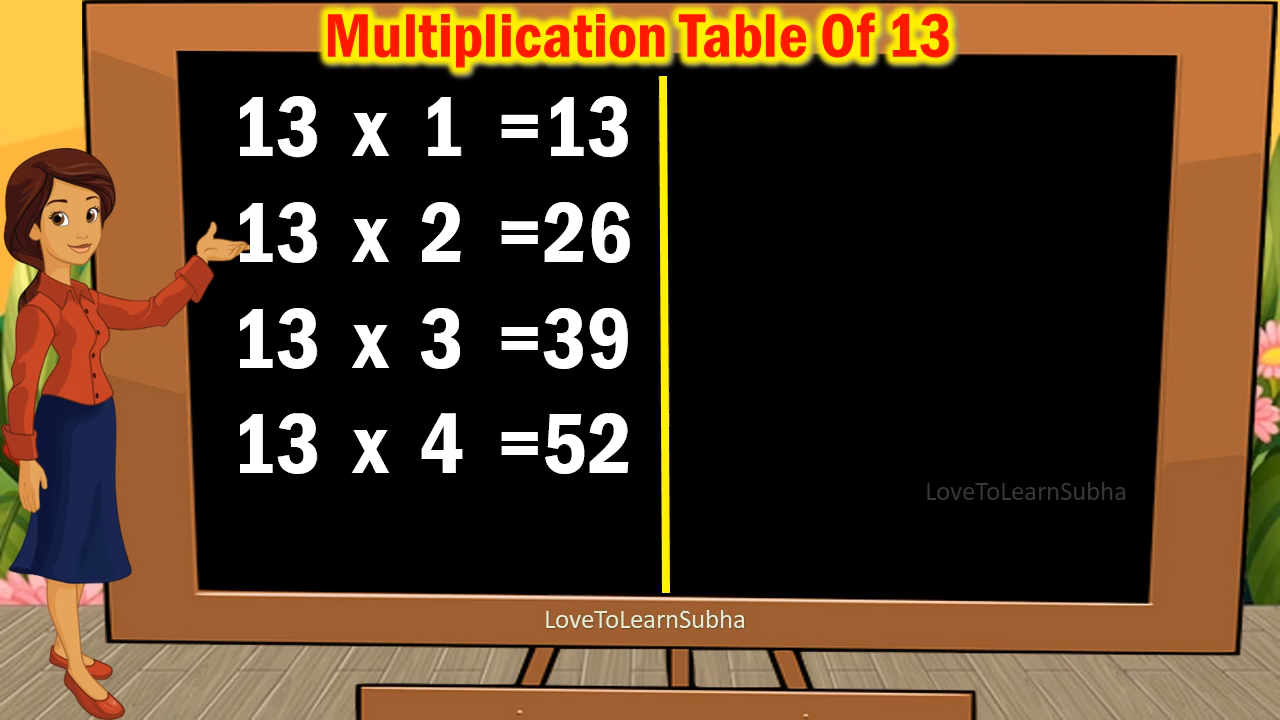 Multiplication Table Of 13
13 x 1 =13
13 x 2 =26
13 x 3 =39
13 x 4 =52
LoveToLearnSubha
LoveToLearnSubha